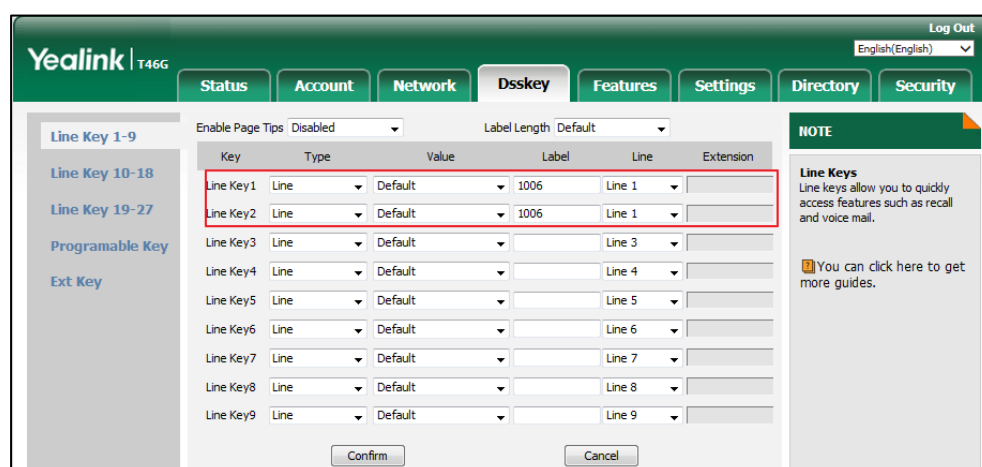 Log Out
Yealink T46G
English(English)
Status Account Network Dsskey Features Settings Directory Security
Line Key 1-9
Line Key 10-18
Line Key 19-27
Programable Key
Ext Key
Enable Page Tips Disabled Label Length Default
Key Type Value Label Line Extension
Line Key1 Line Default 1006 Line 1
Line Key2 Line Default 1006 Line 1
Line Key3 Line Default Line 3
Line Key4 Line Default Line 4
Line Key5 Line Default Line 5
Line Key6 Line Default Line 6
Line Key7 Line Default Line 7
Line Key8 Line Default Line 8
Line Key9 Line Default Line 9
Confirm Cancel
NOTE
Line Keys
Line keys allow you to quickly
access features such as recall
and voice mail.
You can click here to get
more guides.